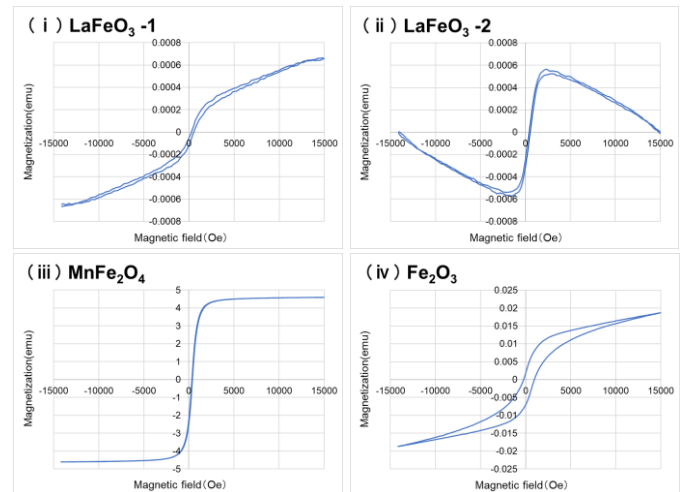 ( i ) LaFeO₃ -1
0.0008
0.0006
0.0004
0.0002
0
-15000 -10000 -5000 0 5000 10000 15000
-0.0002
-0.0004
-0.0006
-0.0008
Magnetization(emu)
Magnetic field(Oe)
( ii ) LaFeO₃ -2
0.0008
0.0006
0.0004
0.0002
0
-15000 -10000 -5000 0 5000 10000 15000
-0.0002
-0.0004
-0.0006
-0.0008
Magnetization(emu)
Magnetic field(Oe)
( iii ) MnFe₂O₄
5
4
3
2
1
0
-15000 -10000 -5000 0 5000 10000 15000
-1
-2
-3
-4
-5
Magnetization(emu)
Magnetic field(Oe)
( iv ) Fe₂O₃
0.025
0.02
0.015
0.01
0.005
0
-15000 -10000 -5000 0 5000 10000 15000
-0.005
-0.01
-0.015
-0.02
-0.025
Magnetization(emu)
Magnetic field(Oe)